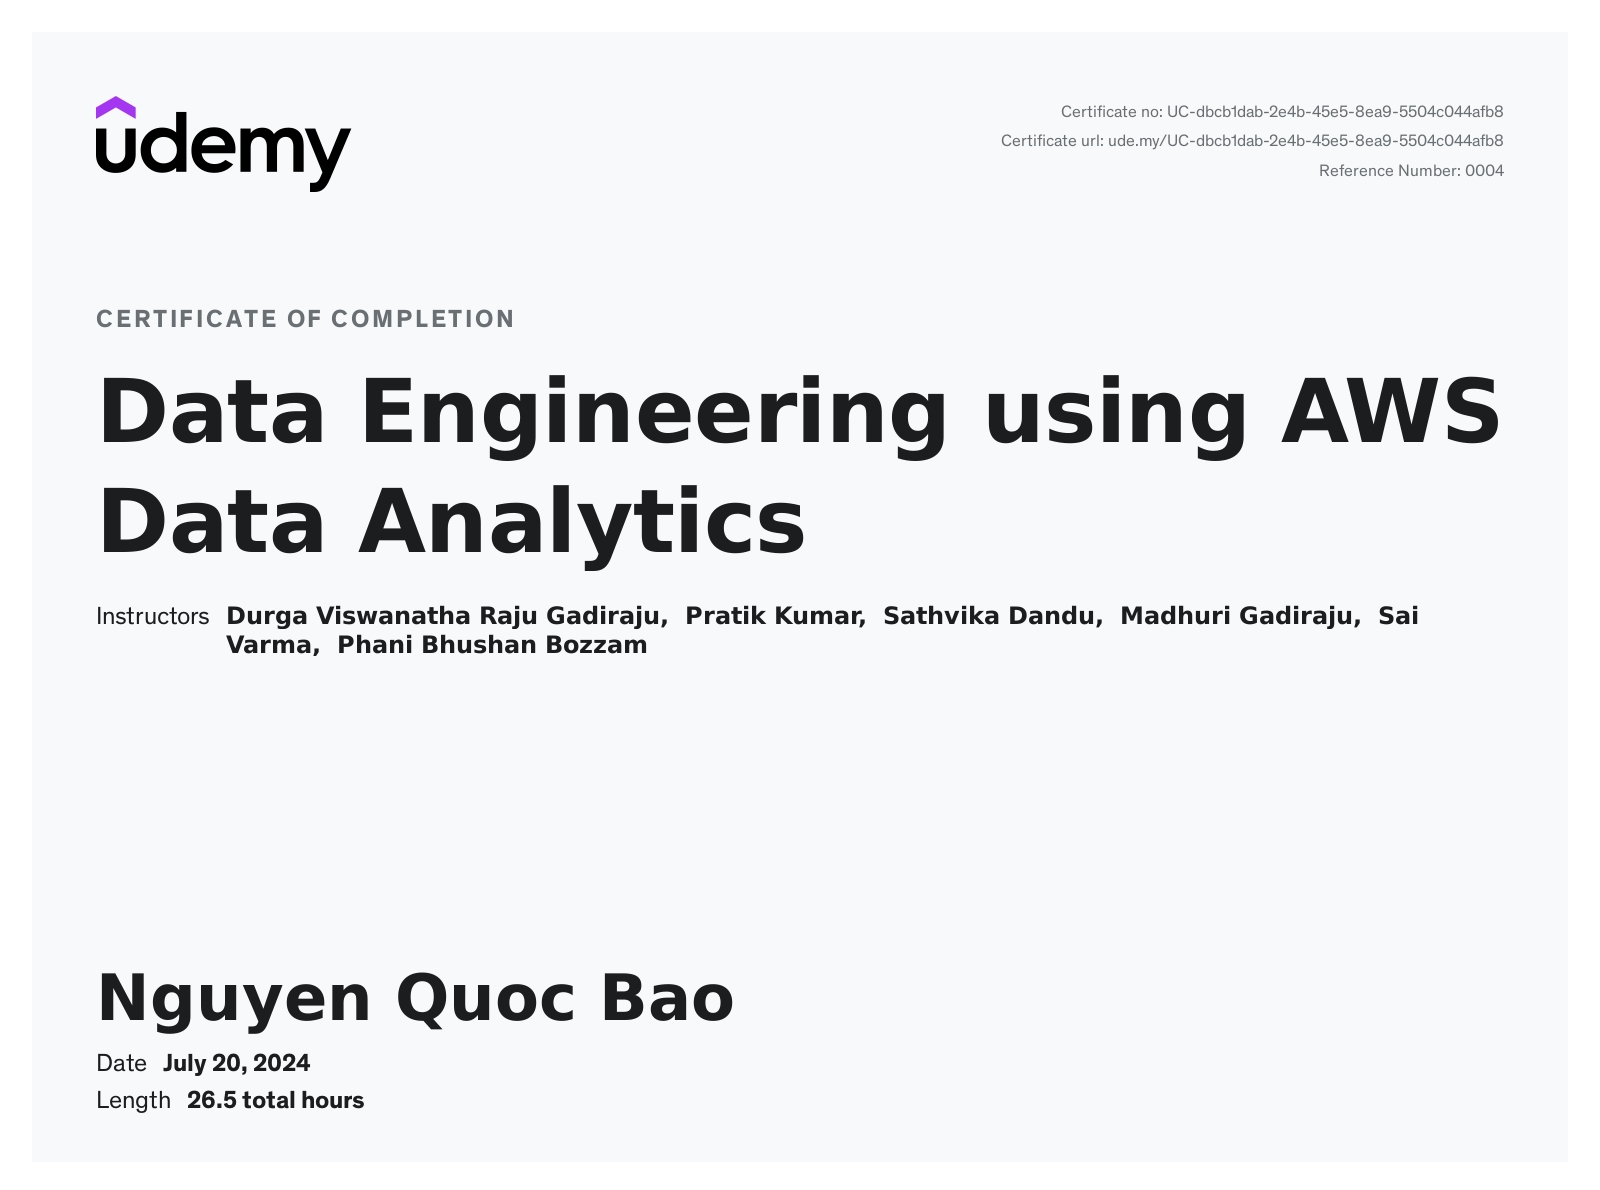 udemy
Certificate no: UC-dbcb1dab-2e4b-45e5-8ea9-5504c044afb8
Certificate url: ude.my/UC-dbcb1dab-2e4b-45e5-8ea9-5504c044afb8
Reference Number: 0004
CERTIFICATE OF COMPLETION
Data Engineering using AWS
Data Analytics
Instructors Durga Viswanatha Raju Gadiraju, Pratik Kumar, Sathvika Dandu, Madhuri Gadiraju, Sai
Varma, Phani Bhushan Bozzam
Nguyen Quoc Bao
Date July 20, 2024
Length 26.5 total hours